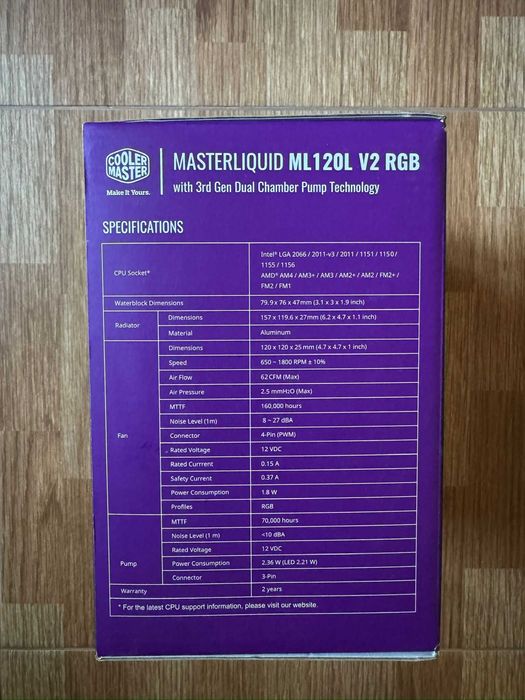 COOLER
MASTER
Make It Yours.
MASTERLIQUID ML120L V2 RGB
with 3rd Gen Dual Chamber Pump Technology
SPECIFICATIONS
CPU Socket*
Intel® LGA 2066 / 2011-v3 / 2011 / 1151 / 1150 /
1155 / 1156
AMD® AM4 / AM3+ / AM3 / AM2+ / AM2 / FM2+ /
FM2 / FM1
Waterblock Dimensions 79.9 x 76 x 47mm (3.1 x 3 x 1.9 inch)
Radiator
Dimensions 157 x 119.6 x 27mm (6.2 x 4.7 x 1.1 inch)
Material Aluminum
Fan
Dimensions 120 x 120 x 25 mm (4.7 x 4.7 x 1 inch)
Speed 650 ~ 1800 RPM ± 10%
Air Flow 62 CFM (Max)
Air Pressure 2.5 mmH2O (Max)
MTTF 160,000 hours
Noise Level (1m) 8 ~ 27 dBA
Connector 4-Pin (PWM)
Rated Voltage 12 VDC
Rated Currrent 0.15 A
Safety Current 0.37 A
Power Consumption 1.8 W
Profiles RGB
Pump
MTTF 70,000 hours
Noise Level (1 m) <10 dBA
Rated Voltage 12 VDC
Power Consumption 2.36 W (LED 2.21 W)
Connector 3-Pin
Warranty 2 years
* For the latest CPU support information, please visit our website.